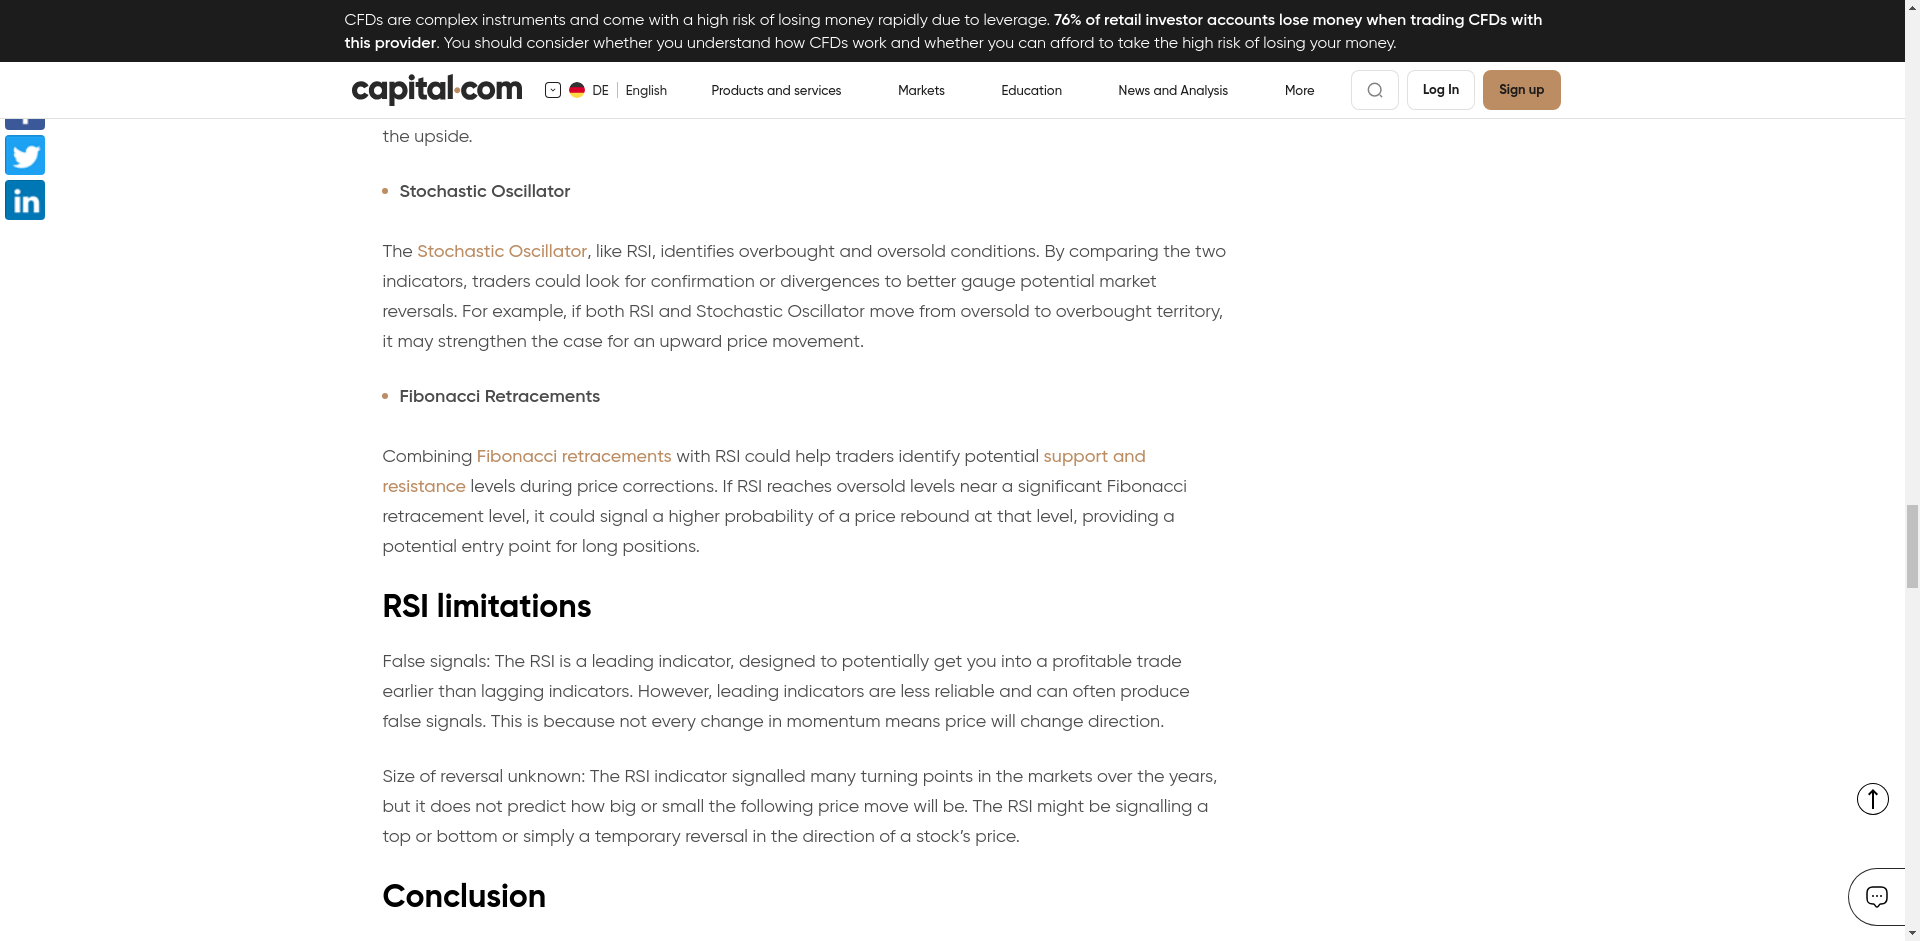 CFDs are complex instruments and come with a high risk of losing money rapidly due to leverage. 76% of retail investor accounts lose money when trading CFDs with
this provider. You should consider whether you understand how CFDs work and whether you can afford to take the high risk of losing your money.
capital.com DE English Products and services Markets Education News and Analysis More Log In Sign up
the upside.
in
Stochastic Oscillator
The Stochastic Oscillator, like RSI, identifies overbought and oversold conditions. By comparing the two
indicators, traders could look for confirmation or divergences to better gauge potential market
reversals. For example, if both RSI and Stochastic Oscillator move from oversold to overbought territory,
it may strengthen the case for an upward price movement.
Fibonacci Retracements
Combining Fibonacci retracements with RSI could help traders identify potential support and
resistance levels during price corrections. If RSI reaches oversold levels near a significant Fibonacci
retracement level, it could signal a higher probability of a price rebound at that level, providing a
potential entry point for long positions.
RSI limitations
False signals: The RSI is a leading indicator, designed to potentially get you into a profitable trade
earlier than lagging indicators. However, leading indicators are less reliable and can often produce
false signals. This is because not every change in momentum means price will change direction.
Size of reversal unknown: The RSI indicator signalled many turning points in the markets over the years,
but it does not predict how big or small the following price move will be. The RSI might be signalling a
top or bottom or simply a temporary reversal in the direction of a stock’s price.
Conclusion